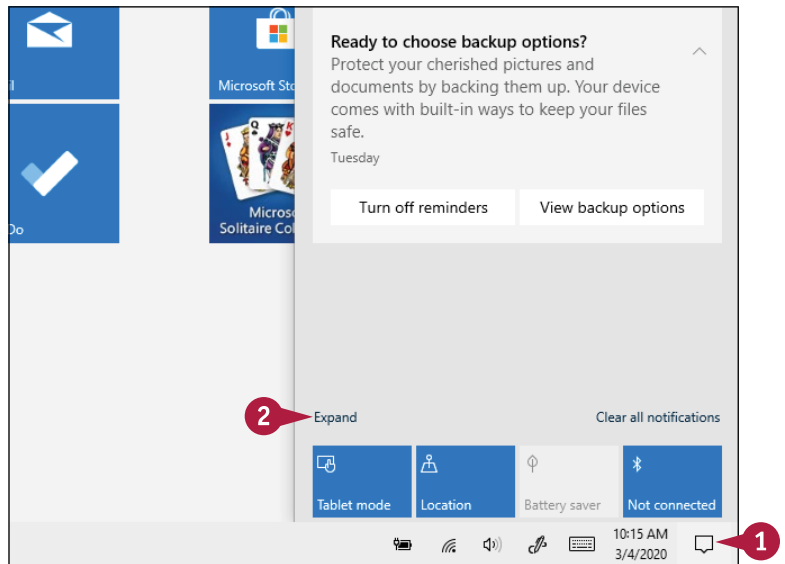 Ready to choose backup options?
Protect your cherished pictures and
documents by backing them up. Your device
comes with built-in ways to keep your files
safe.
Tuesday
Turn off reminders
View backup options
l
Microsoft Sto
Do
Microso
Solitaire Col
2
Expand
Clear all notifications
Tablet mode
Location
Battery saver
Not connected
10:15 AM
3/4/2020
1